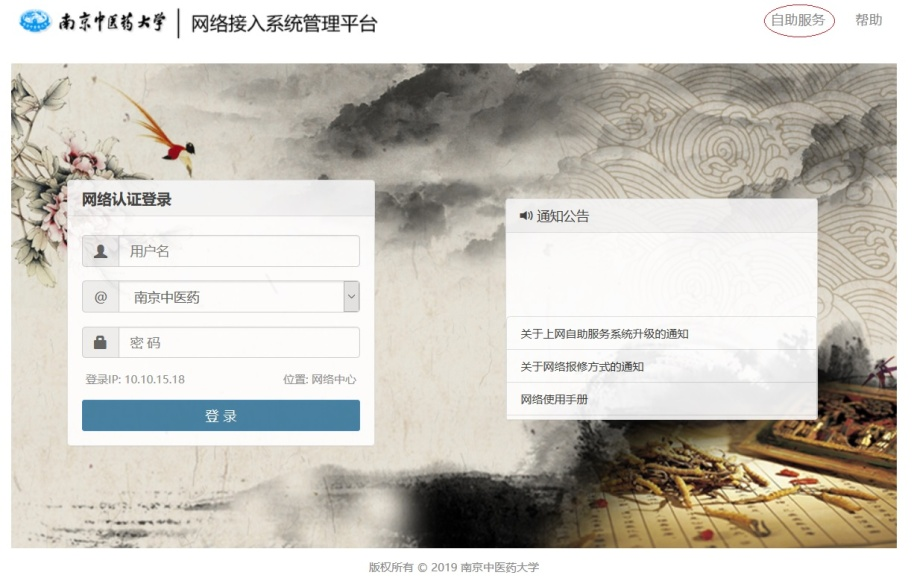 南京中医药大学 | 网络接入系统管理平台
自助服务 帮助
网络认证登录
用户名
@ 南京中医药
密 码
登录IP: 10.10.15.18 位置: 网络中心
登 录
通知公告
关于上网自助服务系统升级的通知
关于网络报修方式的通知
网络使用手册
版权所有 © 2019 南京中医药大学